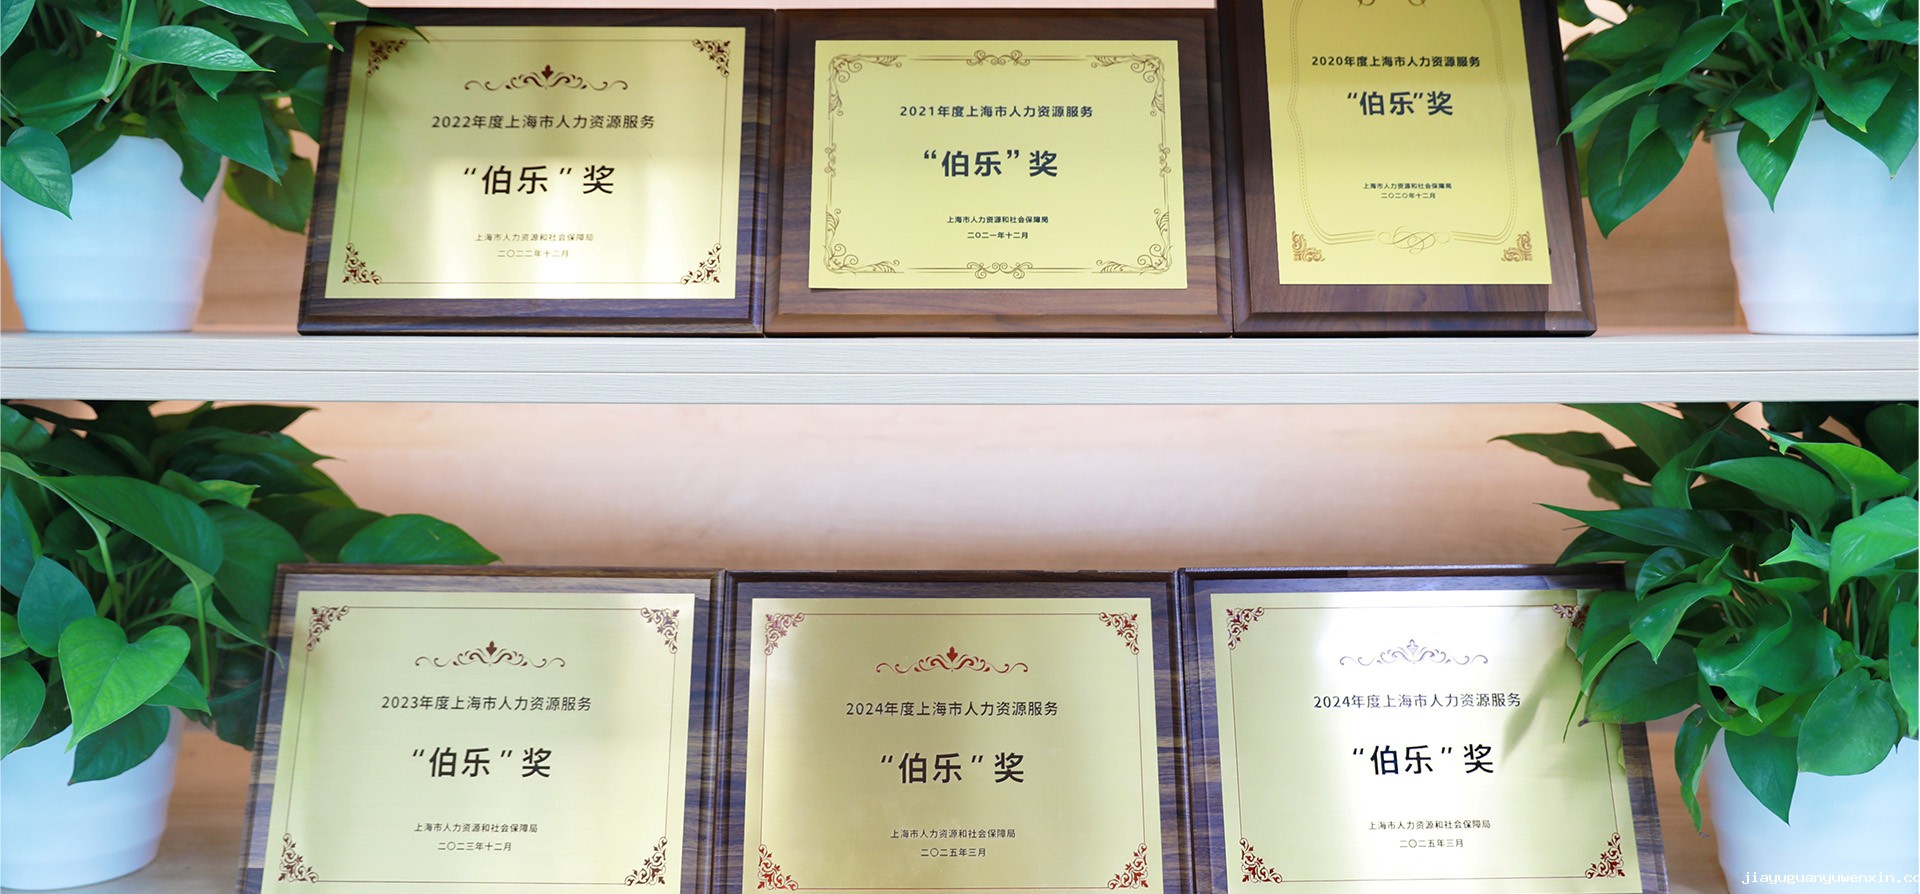 2022年度上海市人力资源服务
“伯乐”奖
上海市人力资源和社会保障局
二〇二二年十二月
2021年度上海市人力资源服务
“伯乐”奖
上海市人力资源和社会保障局
二〇二一年十二月
2020年度上海市人力资源服务
“伯乐”奖
上海市人力资源和社会保障局
二〇二〇年十二月
2023年度上海市人力资源服务
“伯乐”奖
上海市人力资源和社会保障局
二〇二三年十二月
2024年度上海市人力资源服务
“伯乐”奖
上海市人力资源和社会保障局
二〇二五年三月
2024年度上海市人力资源服务
“伯乐”奖
上海市人力资源和社会保障局
二〇二五年三月
jiayuguanyuwenxin.co